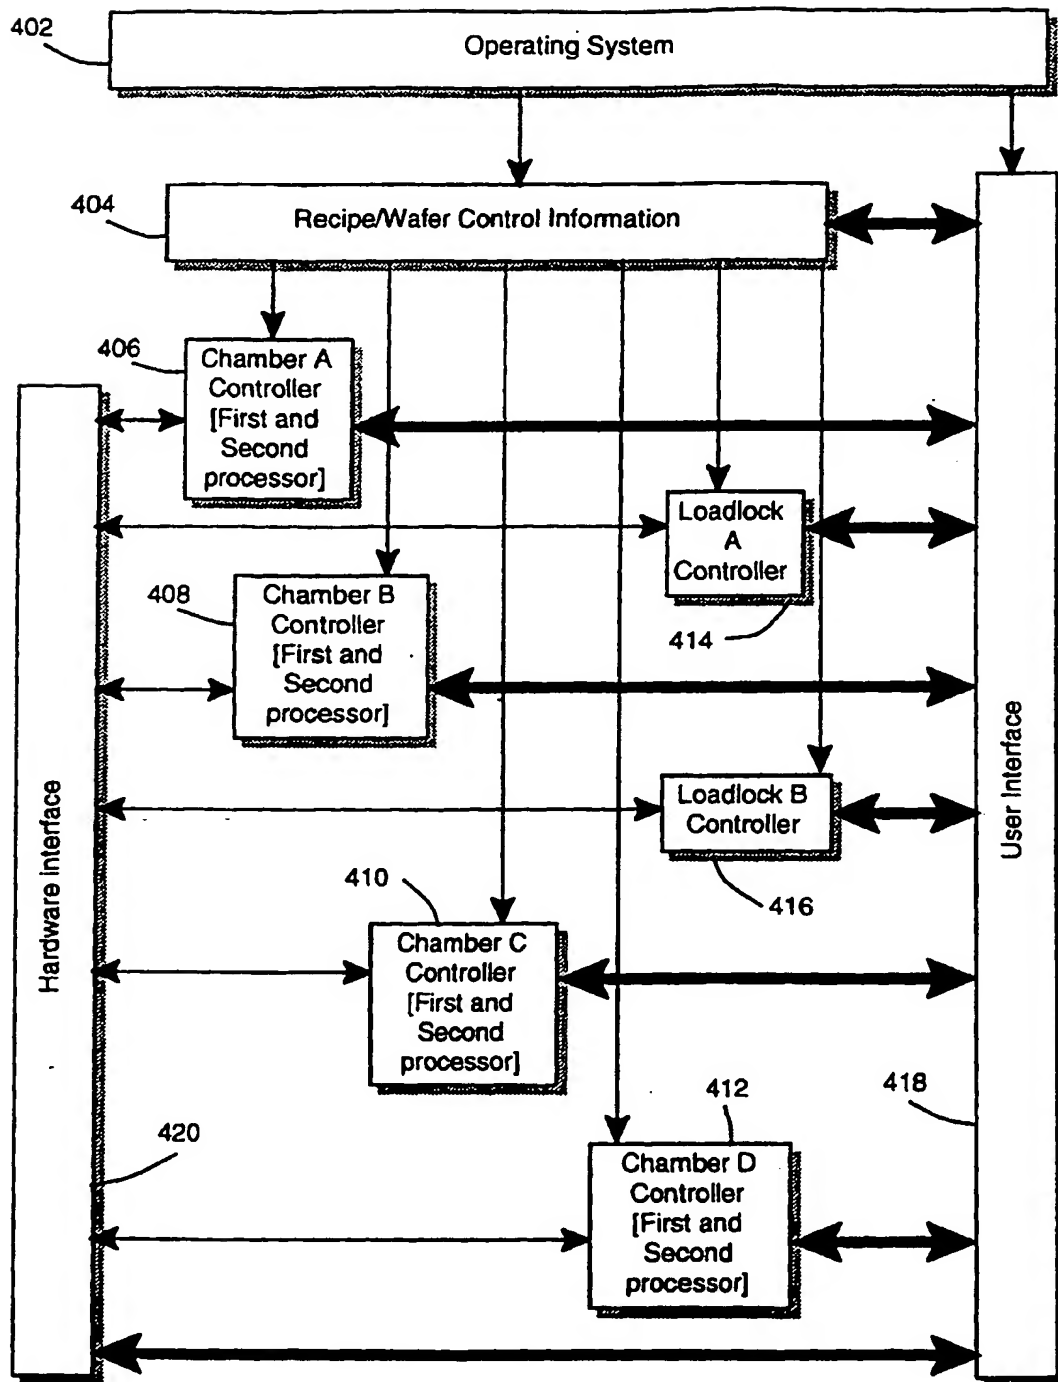 402
Operating System
404
Recipe/Wafer Control Information
406
Chamber A
Controller
[First and
Second
processor]
Loadlock
A
Controller
414
408
Chamber B
Controller
[First and
Second
processor]
Loadlock B
Controller
416
Hardware interface
User Interface
410
Chamber C
Controller
[First and
Second
processor]
418
412
420
Chamber D
Controller
[First and
Second
processor]